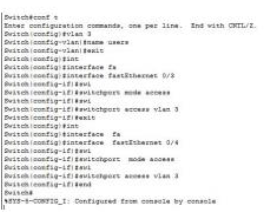 Switch#conf t
Enter configuration commands, one per line. End with CNTL/Z.
Switch(config)#vlan 3
Switch(config-vlan)#name users
Switch(config-vlan)#exit
Switch(config)#int
Switch(config)#interface fa
Switch(config)#interface fastEthernet 0/3
Switch(config-if)#swi
Switch(config-if)#switchport mode access
Switch(config-if)#swi
Switch(config-if)#switchport access vlan 3
Switch(config-if)#exit
Switch(config)#int
Switch(config)#interface fa
Switch(config)#interface fastEthernet 0/4
Switch(config-if)#swi
Switch(config-if)#switchport mode access
Switch(config-if)#swi
Switch(config-if)#switchport access vlan 3
Switch(config-if)#end
Switch#
%SYS-5-CONFIG_I: Configured from console by console